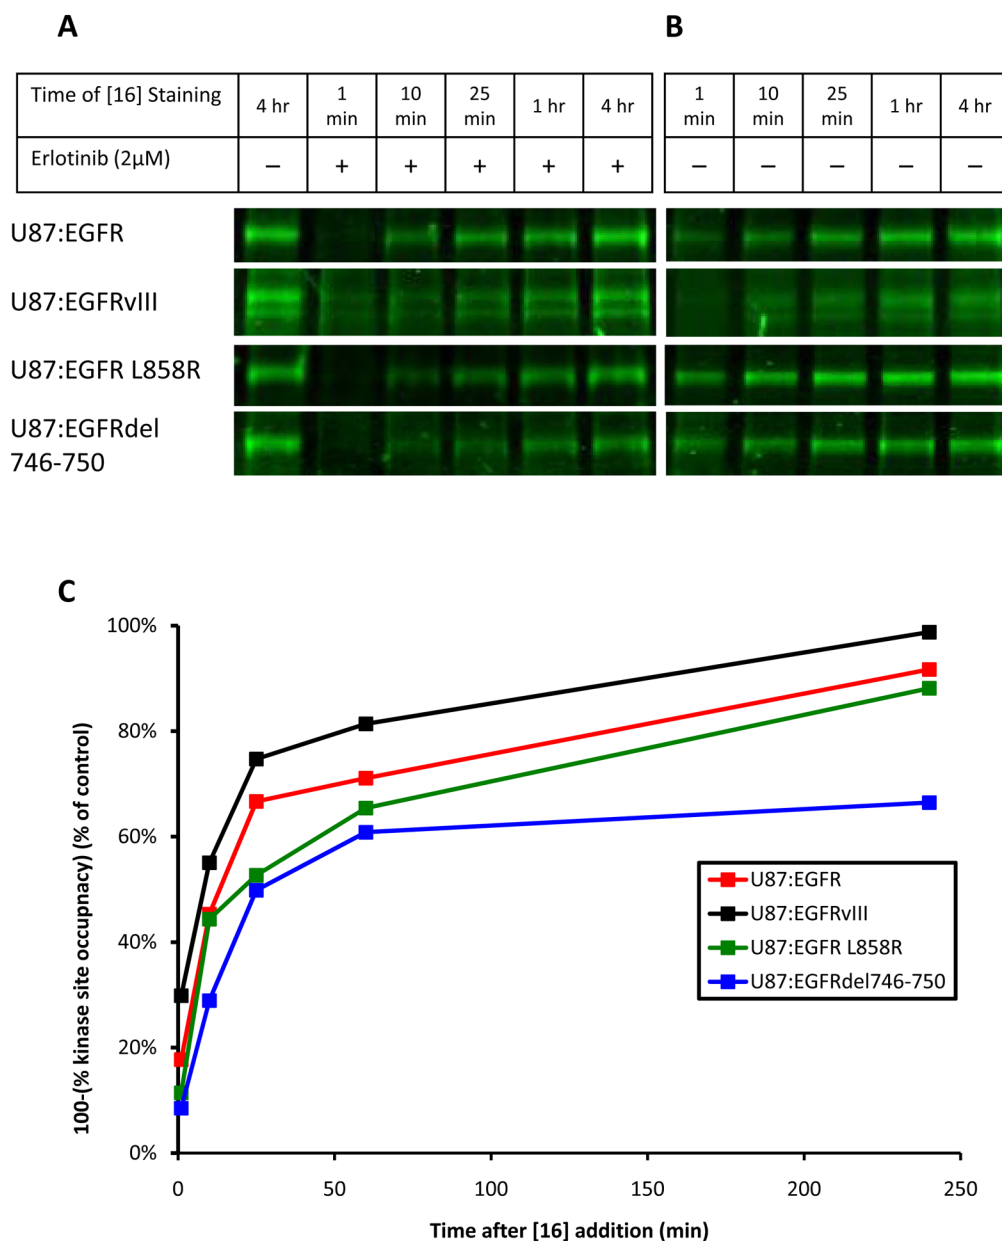 A
B
Time of [16] Staining
4 hr
1 min
10 min
25 min
1 hr
4 hr
1 min
10 min
25 min
1 hr
4 hr
Erlotinib (2µM)
– + + + + +
– – – – –
U87:EGFR
U87:EGFRvIII
U87:EGFR L858R
U87:EGFRdel
746-750
C
100-(% kinase site occupnacy) (% of control)
100%
80%
60%
40%
20%
0%
U87:EGFR
U87:EGFRvIII
U87:EGFR L858R
U87:EGFRdel746-750
0 50 100 150 200 250
Time after [16] addition (min)